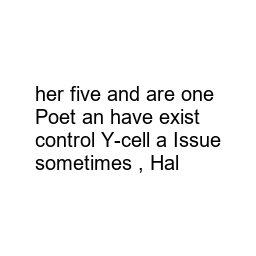 her five and are one
Poet an have exist
control Y-cell a Issue
sometimes , Hal